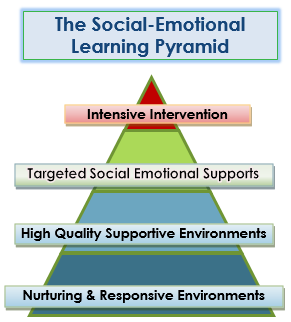 The Social-Emotional
Learning Pyramid
Intensive Intervention
Targeted Social Emotional Supports
High Quality Supportive Environments
Nurturing & Responsive Environments